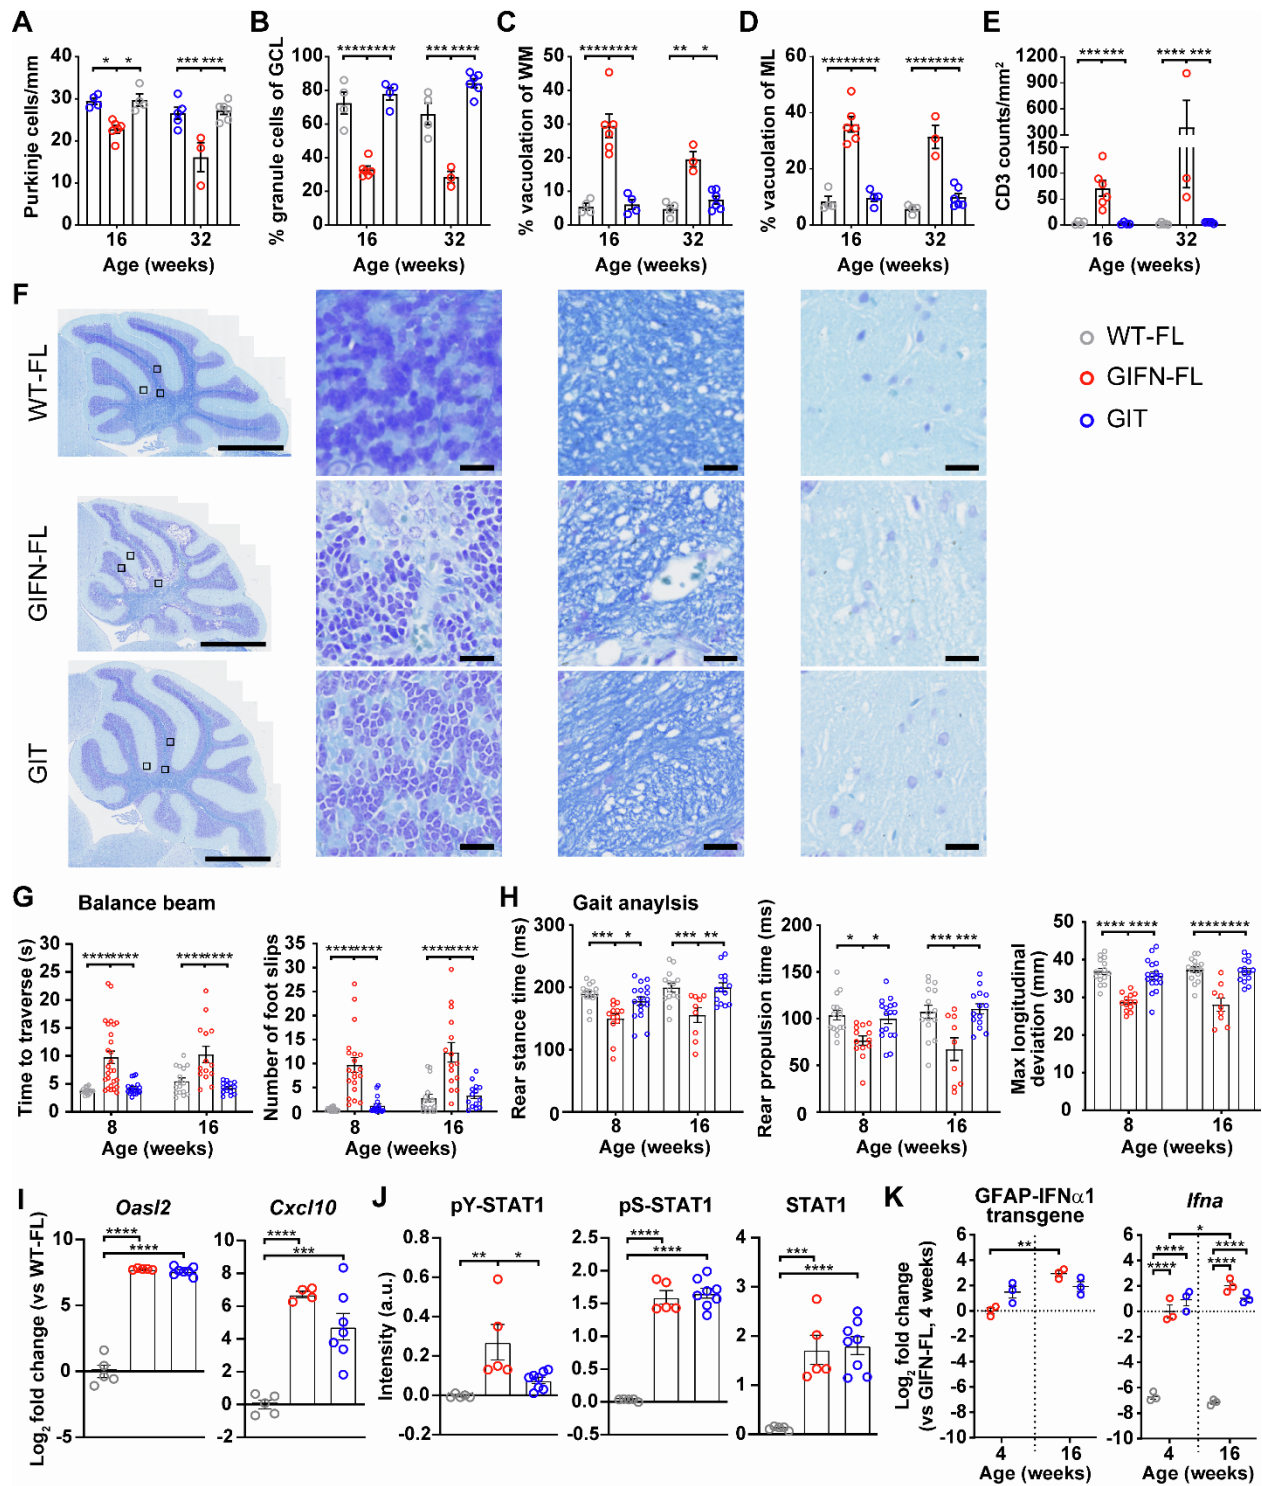 A
Purkinje cells/mm
40
30
20
10
0
* *
*** ***
16 32
Age (weeks)
B
% granule cells of GCL
100
80
60
40
20
0
********
*** ****
16 32
Age (weeks)
C
% vacuolation of WM
50
40
30
20
10
0
********
** *
16 32
Age (weeks)
D
% vacuolation of ML
60
40
20
0
********
********
16 32
Age (weeks)
E
CD3 counts/mm²
1200
900
600
300
150
100
50
0
******
**** ***
16 32
Age (weeks)
F
WT-FL
GIFN-FL
GIT
WT-FL
GIFN-FL
GIT
G
Balance beam
Time to traverse (s)
30
25
20
15
10
5
0
********
********
8 16
Age (weeks)
Number of foot slips
35
30
25
20
15
10
5
0
********
********
8 16
Age (weeks)
H
Gait anaylsis
Rear stance time (ms)
300
200
100
0
*** *
*** **
8 16
Age (weeks)
Rear propulsion time (ms)
200
150
100
50
0
* *
*** ***
8 16
Age (weeks)
Max longitudinal
deviation (mm)
50
40
30
20
10
0
**** ****
********
8 16
Age (weeks)
I
Log2 fold change (vs WT-FL)
Oasl2
10
5
0
-5
****
****
Cxcl10
10
8
6
4
2
0
-2
****
***
J
Intensity (a.u.)
pY-STAT1
0.8
0.6
0.4
0.2
0.0
-0.2
** *
pS-STAT1
2.5
2.0
1.5
1.0
0.5
0.0
-0.5
****
****
STAT1
4
3
2
1
0
***
****
K
Log2 fold change
(vs GIFN-FL, 4 weeks)
GFAP-IFNα1
transgene
6
4
2
0
-2
-4
-6
-8
-10
**
4 16
Age (weeks)
Ifna
6
4
2
0
-2
-4
-6
-8
-10
*
**** ****
**** ****
4 16
Age (weeks)